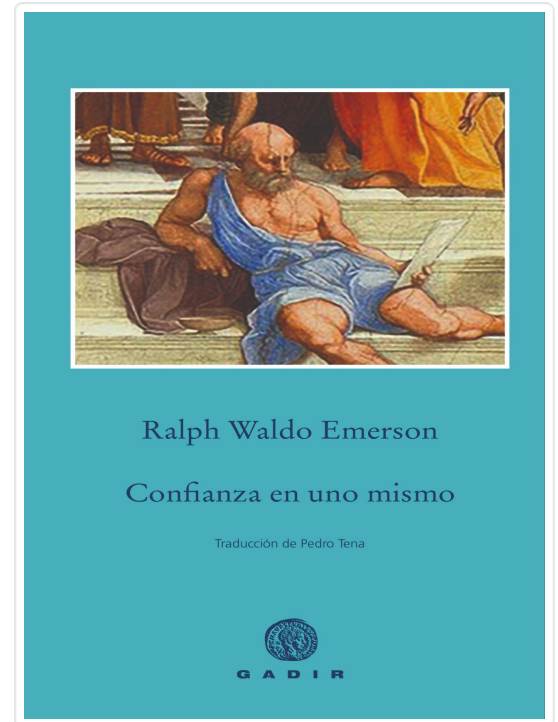 Ralph Waldo Emerson
Confianza en uno mismo
Traducción de Pedro Tena
GADIR